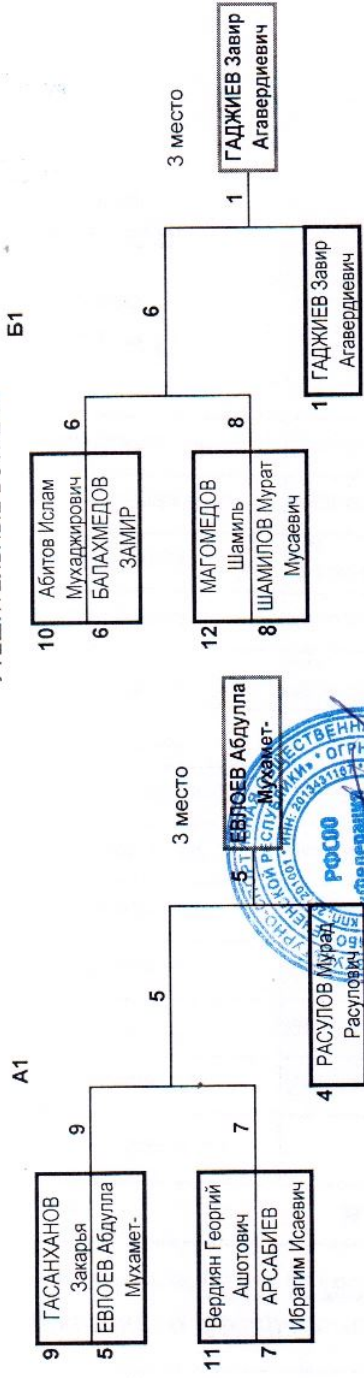 А1
9
ГАСАНХАНОВ
Закарья
5
ЕВЛОЕВ Абдулла
Мухамет-
9
11
Вердиян Георгий
Ашотович
7
АРСАБИЕВ
Ибрагим Исаевич
7
5
4
РАСУЛОВ Мурад
Расулович
5
3 место
ЕВЛОЕВ Абдулла
Мухамет-
РФСОО
Б1
10
Абитов Ислам
Мухаджирович
6
БАЛАХМЕДОВ
ЗАМИР
6
12
МАГОМЕДОВ
Шамиль
8
ШАМИЛОВ Мурат
Мусаевич
8
6
1
ГАДЖИЕВ Завир
Агавердиевич
1
3 место
ГАДЖИЕВ Завир
Агавердиевич